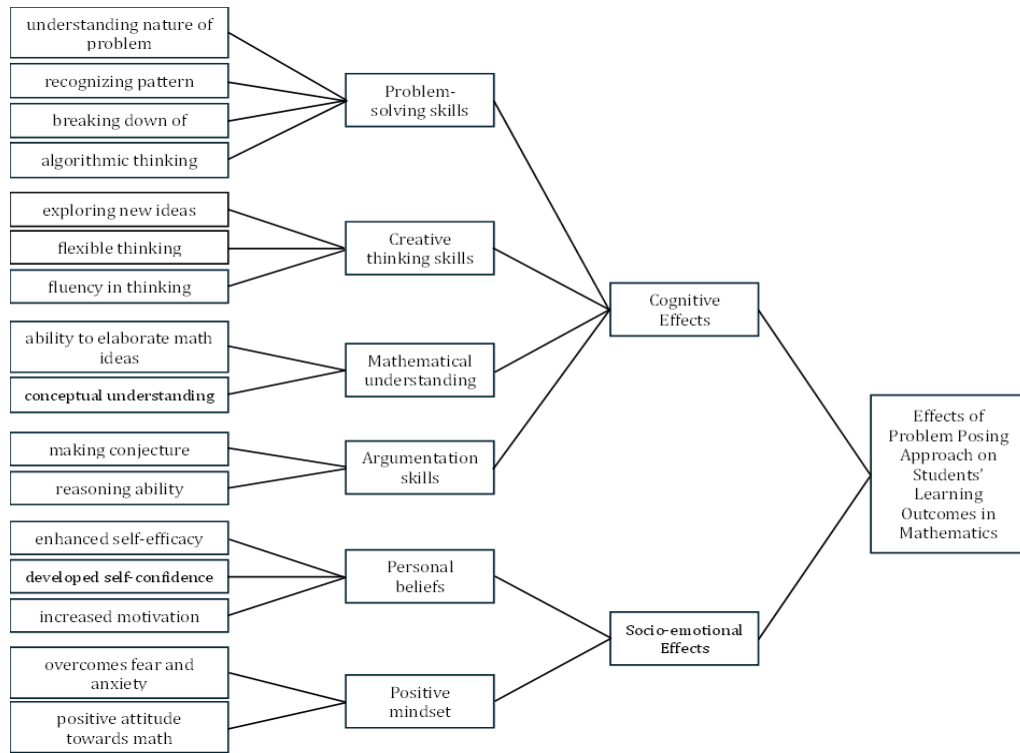 understanding nature of
problem
recognizing pattern
breaking down of
algorithmic thinking
exploring new ideas
flexible thinking
fluency in thinking
ability to elaborate math
ideas
conceptual understanding
making conjecture
reasoning ability
enhanced self-efficacy
developed self-confidence
increased motivation
overcomes fear and
anxiety
positive attitude
towards math
Problem-
solving skills
Creative
thinking skills
Mathematical
understanding
Argumentation
skills
Personal
beliefs
Positive
mindset
Cognitive
Effects
Socio-emotional
Effects
Effects of
Problem Posing
Approach on
Students’
Learning
Outcomes in
Mathematics